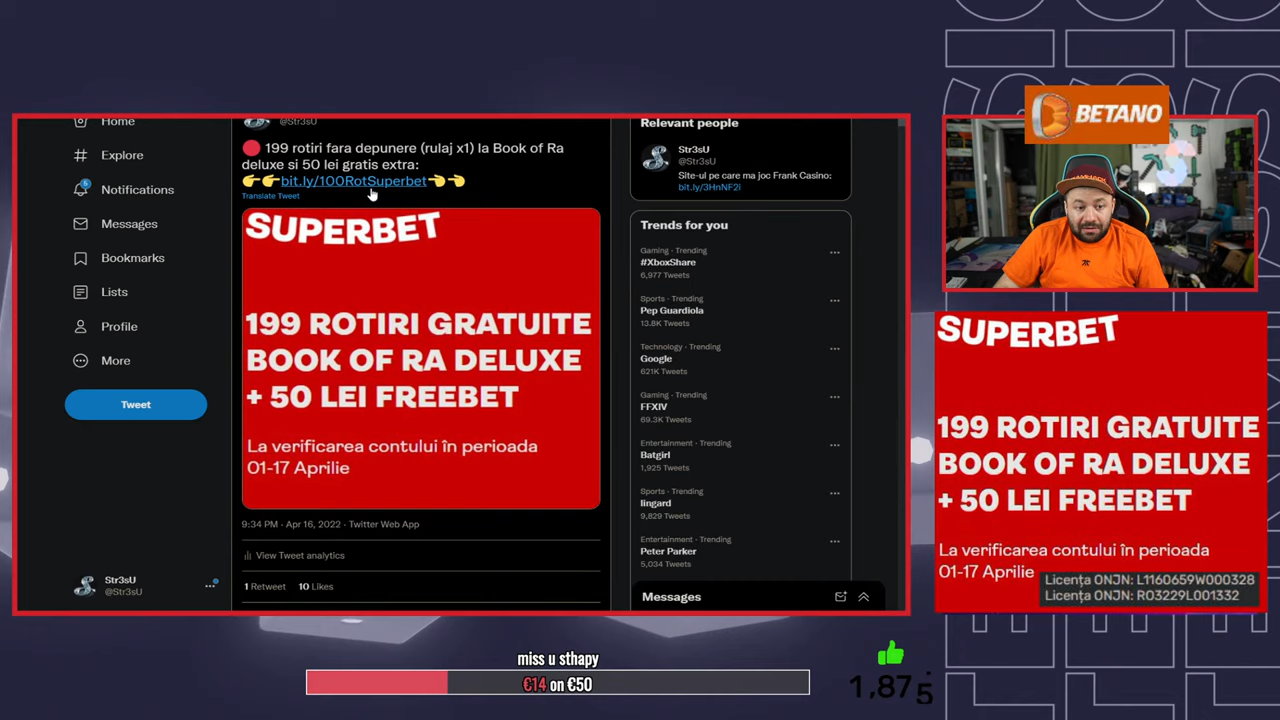 Home
Explore
5
Notifications
Messages
Bookmarks
Lists
Profile
More
Tweet
Str3sU
@Str3sU
@Str3sU
🔴 199 rotiri fara depunere (rulaj x1) la Book of Ra
deluxe si 50 lei gratis extra:
👉👉bit.ly/100RotSuperbet👈👈
Translate Tweet
SUPERBET
199 ROTIRI GRATUITE
BOOK OF RA DELUXE
+ 50 LEI FREEBET
La verificarea contului în perioada
01-17 Aprilie
9:34 PM · Apr 16, 2022 · Twitter Web App
View Tweet analytics
1 Retweet 10 Likes
Relevant people
Str3sU
@Str3sU
Site-ul pe care ma joc Frank Casino:
bit.ly/3HnNF2l
Trends for you
Gaming · Trending
#XboxShare
6,977 Tweets
Sports · Trending
Pep Guardiola
13.8K Tweets
Technology · Trending
Google
621K Tweets
Gaming · Trending
FFXIV
69.3K Tweets
Entertainment · Trending
Batgirl
1,925 Tweets
Sports · Trending
lingard
9,829 Tweets
Entertainment · Trending
Peter Parker
5,034 Tweets
Messages
BETANO
SUPERBET
199 ROTIRI GRATUITE
BOOK OF RA DELUXE
+ 50 LEI FREEBET
La verificarea contului în perioada
01-17 Aprilie
Licența ONJN: L1160659W000328
Licența ONJN: R03229L001332
miss u sthapy
€14 on €50
1,875